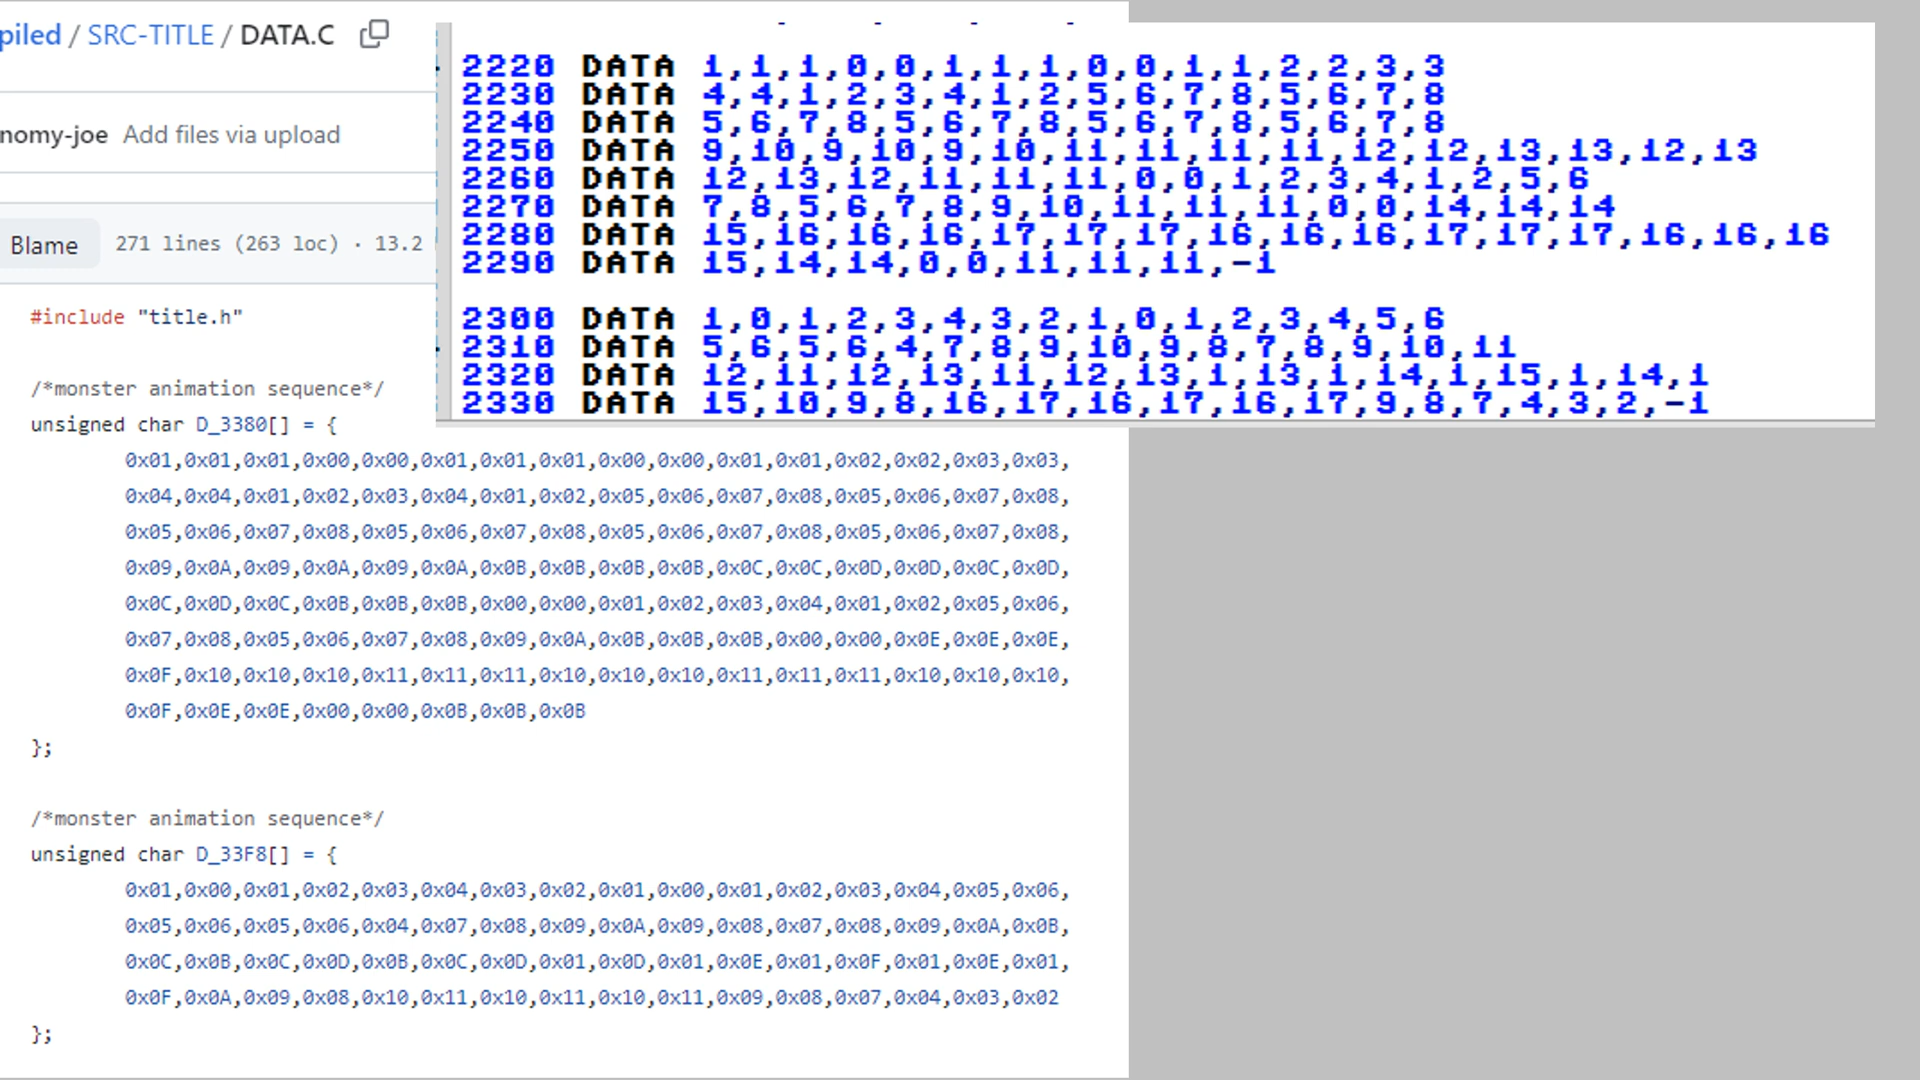 piled / SRC-TITLE / DATA.C
nomy-joe Add files via upload
Blame 271 lines (263 loc) · 13.2
2220 DATA 1,1,1,0,0,1,1,1,0,0,1,1,2,2,3,3
2230 DATA 4,4,1,2,3,4,1,2,5,6,7,8,5,6,7,8
2240 DATA 5,6,7,8,5,6,7,8,5,6,7,8,5,6,7,8
2250 DATA 9,10,9,10,9,10,11,11,11,11,12,12,13,13,12,13
2260 DATA 12,13,12,11,11,11,0,0,1,2,3,4,1,2,5,6
2270 DATA 7,8,5,6,7,8,9,10,11,11,11,0,0,14,14,14
2280 DATA 15,16,16,16,17,17,17,16,16,16,17,17,17,16,16,16
2290 DATA 15,14,14,0,0,11,11,11,-1
2300 DATA 1,0,1,2,3,4,3,2,1,0,1,2,3,4,5,6
2310 DATA 5,6,5,6,4,7,8,9,10,9,8,7,8,9,10,11
2320 DATA 12,11,12,13,11,12,13,1,13,1,14,1,15,1,14,1
2330 DATA 15,10,9,8,16,17,16,17,16,17,9,8,7,4,3,2,-1
#include "title.h"
/*monster animation sequence*/
unsigned char D_3380[] = {
0x01,0x01,0x01,0x00,0x00,0x01,0x01,0x01,0x00,0x00,0x01,0x01,0x02,0x02,0x03,0x03,
0x04,0x04,0x01,0x02,0x03,0x04,0x01,0x02,0x05,0x06,0x07,0x08,0x05,0x06,0x07,0x08,
0x05,0x06,0x07,0x08,0x05,0x06,0x07,0x08,0x05,0x06,0x07,0x08,0x05,0x06,0x07,0x08,
0x09,0x0A,0x09,0x0A,0x09,0x0A,0x0B,0x0B,0x0B,0x0B,0x0C,0x0C,0x0D,0x0D,0x0C,0x0D,
0x0C,0x0D,0x0C,0x0B,0x0B,0x0B,0x00,0x00,0x01,0x02,0x03,0x04,0x01,0x02,0x05,0x06,
0x07,0x08,0x05,0x06,0x07,0x08,0x09,0x0A,0x0B,0x0B,0x0B,0x00,0x00,0x0E,0x0E,0x0E,
0x0F,0x10,0x10,0x10,0x11,0x11,0x11,0x10,0x10,0x10,0x11,0x11,0x11,0x10,0x10,0x10,
0x0F,0x0E,0x0E,0x00,0x00,0x0B,0x0B,0x0B
};
/*monster animation sequence*/
unsigned char D_33F8[] = {
0x01,0x00,0x01,0x02,0x03,0x04,0x03,0x02,0x01,0x00,0x01,0x02,0x03,0x04,0x05,0x06,
0x05,0x06,0x05,0x06,0x04,0x07,0x08,0x09,0x0A,0x09,0x08,0x07,0x08,0x09,0x0A,0x0B,
0x0C,0x0B,0x0C,0x0D,0x0B,0x0C,0x0D,0x01,0x0D,0x01,0x0E,0x01,0x0F,0x01,0x0E,0x01,
0x0F,0x0A,0x09,0x08,0x10,0x11,0x10,0x11,0x10,0x11,0x09,0x08,0x07,0x04,0x03,0x02
};